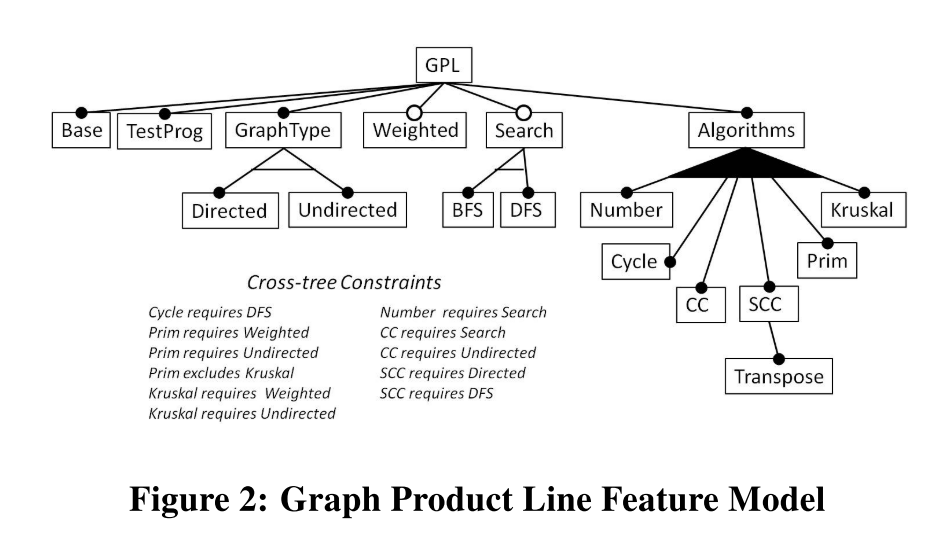 GPL
Base TestProg GraphType Weighted Search Algorithms
Directed Undirected BFS DFS Number Kruskal
Cycle Prim
CC SCC
Transpose
Cross-tree Constraints
Cycle requires DFS
Prim requires Weighted
Prim requires Undirected
Prim excludes Kruskal
Kruskal requires Weighted
Kruskal requires Undirected
Number requires Search
CC requires Search
CC requires Undirected
SCC requires Directed
SCC requires DFS
Figure 2: Graph Product Line Feature Model